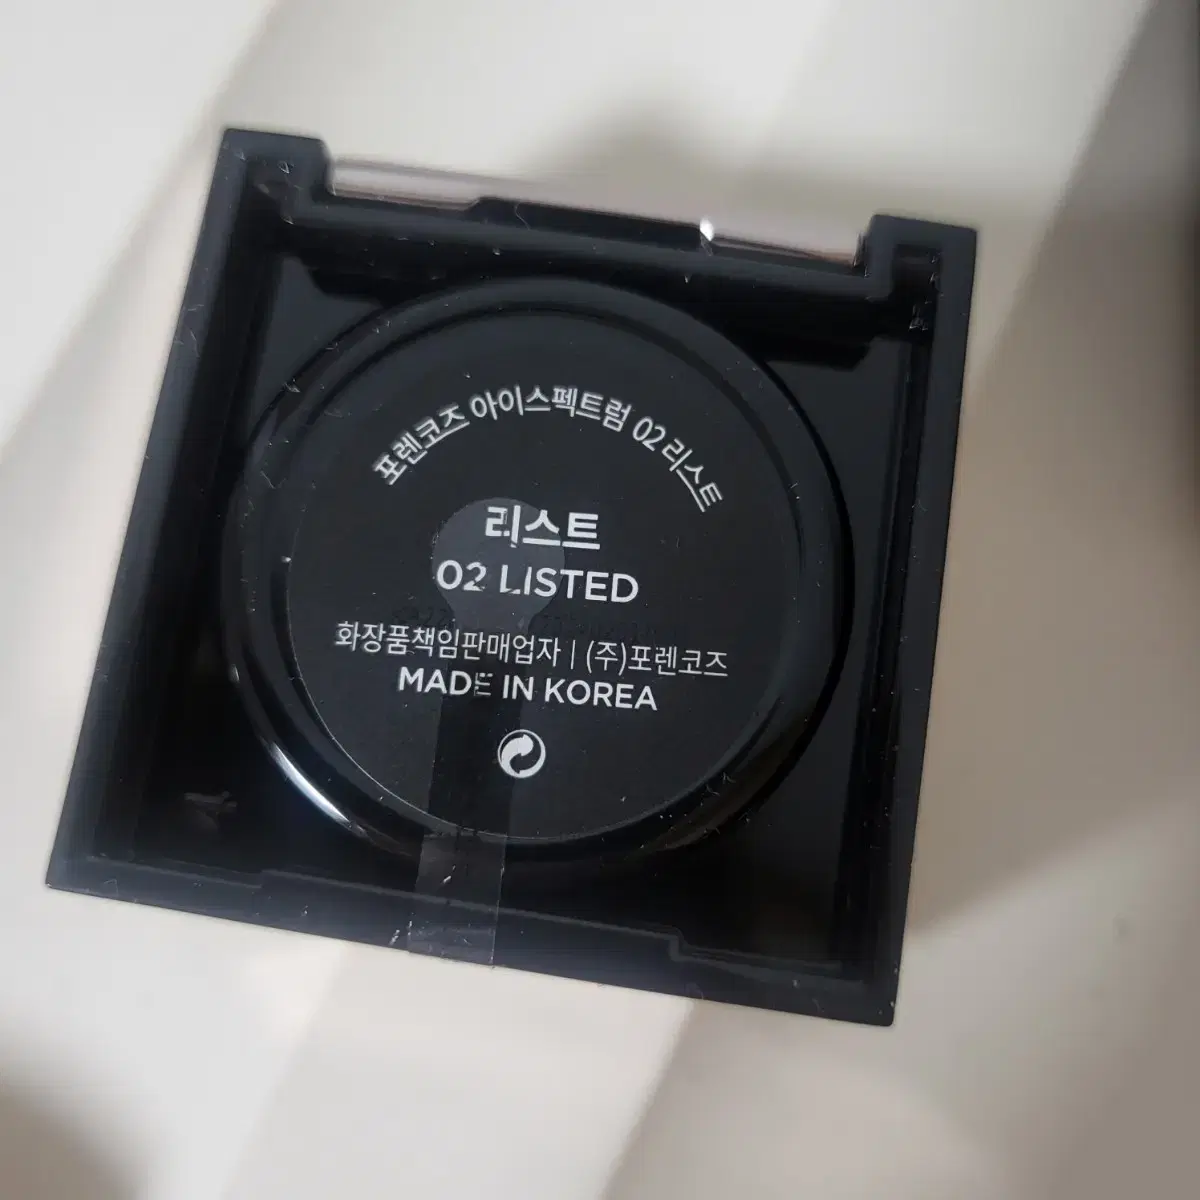 포렌코즈 아이스펙트럼 02 리스트
리스트
02 LISTED
화장품책임판매업자 | (주)포렌코즈
MADE IN KOREA